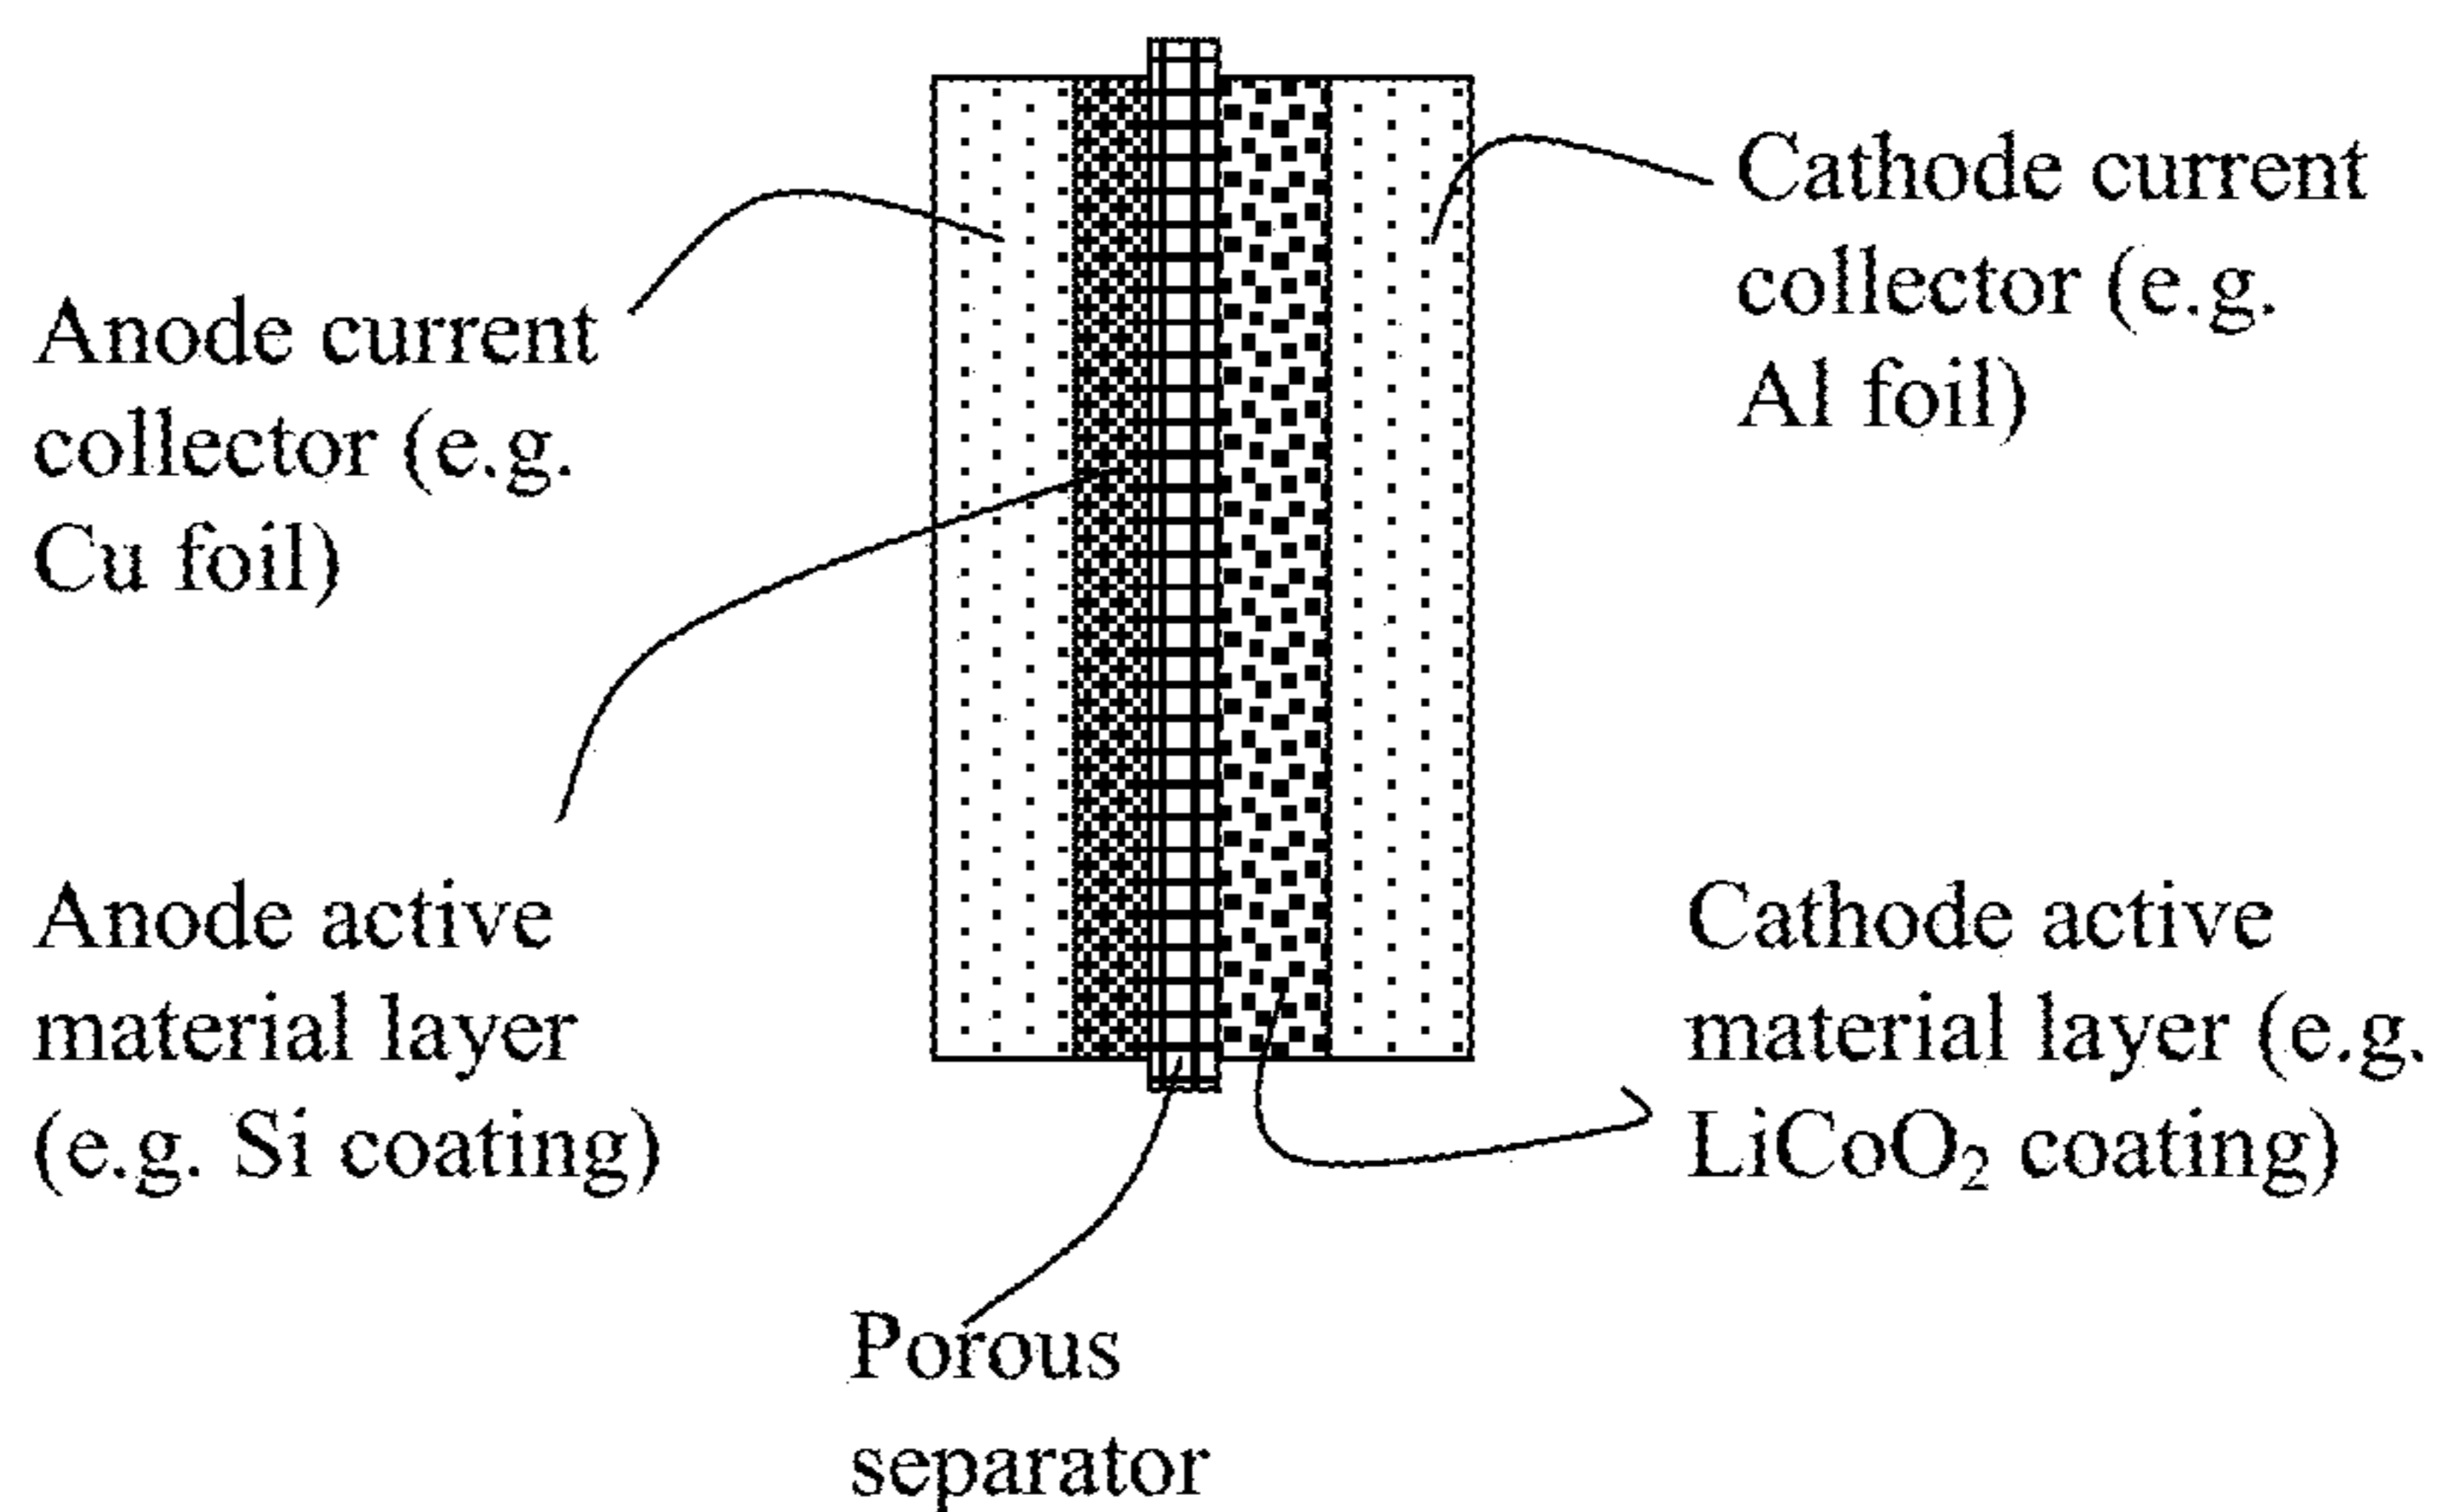 Anode current
collector (e.g.
Cu foil)
Anode active
material layer
(e.g. Si coating)
Porous
separator
Cathode current
collector (e.g.
Al foil)
Cathode active
material layer (e.g.
LiCoO₂ coating)